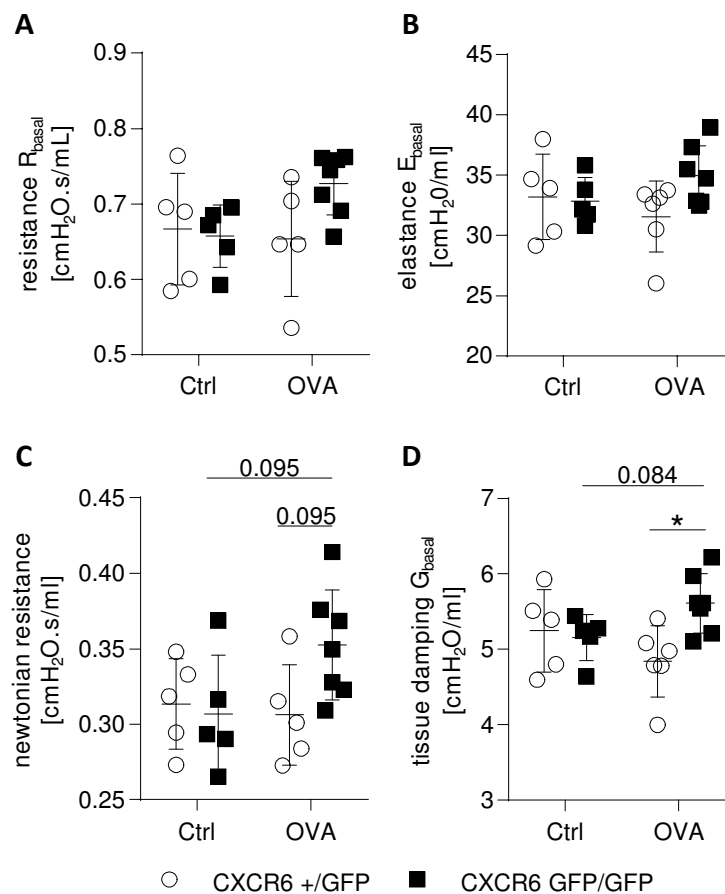 A
resistance R basal
[cmH2O.s/mL]
0.9
0.8
0.7
0.6
0.5
Ctrl
OVA
B
elastance E basal
[cmH20/ml]
45
40
35
30
25
20
Ctrl
OVA
C
newtonian resistance
[cmH2O.s/ml]
0.45
0.40
0.35
0.30
0.25
0.095
0.095
Ctrl
OVA
D
tissue damping G basal
[cmH2O/ml]
7
6
5
4
3
0.084
*
Ctrl
OVA
CXCR6 +/GFP
CXCR6 GFP/GFP